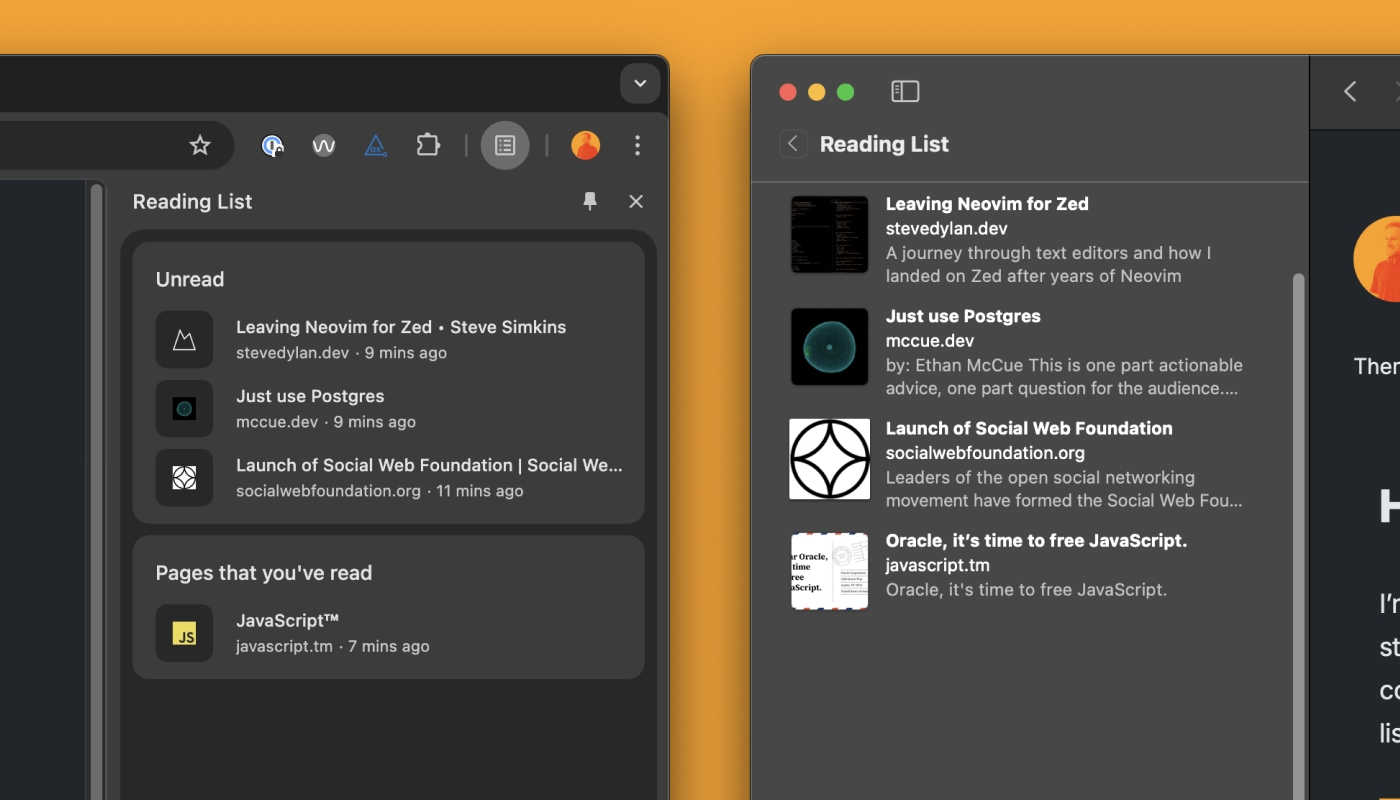 Reading List
Unread
Leaving Neovim for Zed • Steve Simkins
stevedylan.dev · 9 mins ago
Just use Postgres
mccue.dev · 9 mins ago
Launch of Social Web Foundation | Social We...
socialwebfoundation.org · 11 mins ago
Pages that you've read
JS
JavaScript™
javascript.tm · 7 mins ago
Reading List
Leaving Neovim for Zed
stevedylan.dev
A journey through text editors and how I
landed on Zed after years of Neovim
Just use Postgres
mccue.dev
by: Ethan McCue This is one part actionable
advice, one part question for the audience....
Launch of Social Web Foundation
socialwebfoundation.org
Leaders of the open social networking
movement have formed the Social Web Fou...
ar Oracle,
time
ree
aScript.
Oracle, it’s time to free JavaScript.
javascript.tm
Oracle, it's time to free JavaScript.
Ther
H
I’r
st
co
lis